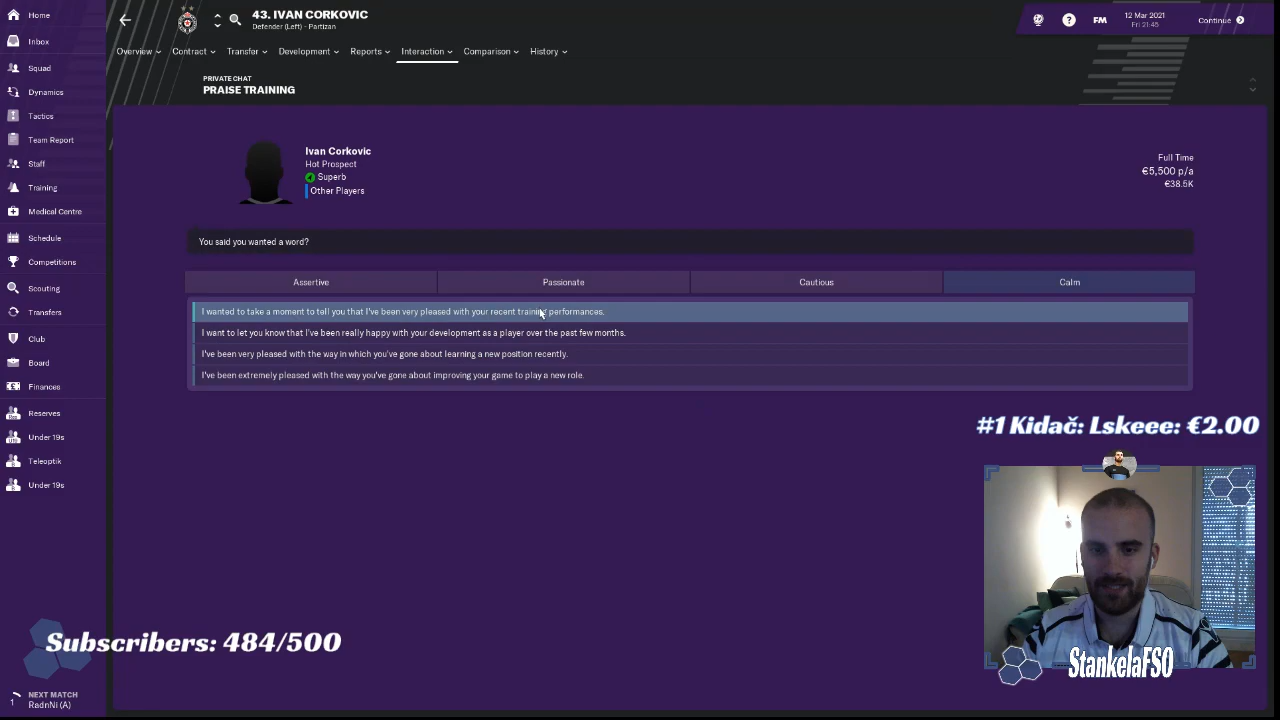 Home
Inbox
Squad
Dynamics
Tactics
Team Report
Staff
Training
Medical Centre
Schedule
Competitions
Scouting
Transfers
Club
Board
Finances
Reserves
Under 19s
Teleoptik
Under 19s
1 NEXT MATCH
RadnNi (A)
43. IVAN CORKOVIC
Defender (Left) - Partizan
FM
12 Mar 2021
Fri 21:45
Continue
Overview
Contract
Transfer
Development
Reports
Interaction
Comparison
History
PRIVATE CHAT
PRAISE TRAINING
Ivan Corkovic
Hot Prospect
Superb
Other Players
Full Time
€5,500 p/a
€38.5K
You said you wanted a word?
Assertive
Passionate
Cautious
Calm
I wanted to take a moment to tell you that I've been very pleased with your recent training performances.
I want to let you know that I've been really happy with your development as a player over the past few months.
I've been very pleased with the way in which you've gone about learning a new position recently.
I've been extremely pleased with the way you've gone about improving your game to play a new role.
#1 Kidač: Lskeee: €2.00
Subscribers: 484/500
StankelaFSO